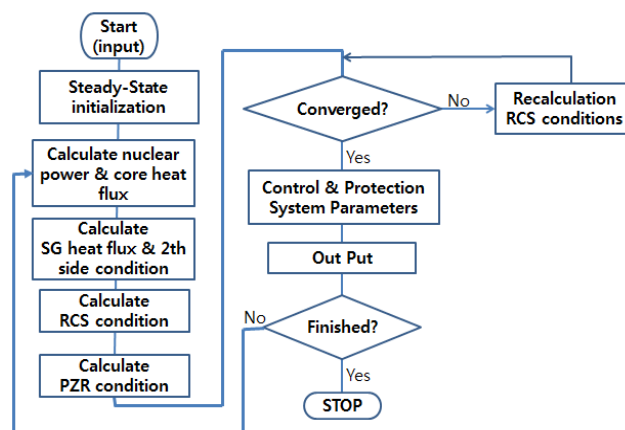 Start
(input)
Steady-State
initialization
Calculate nuclear
power & core heat
flux
Calculate
SG heat flux & 2th
side condition
Calculate
RCS condition
Calculate
PZR condition
Converged?
No
Recalculation
RCS conditions
Yes
Control & Protection
System Parameters
Out Put
No
Finished?
Yes
STOP